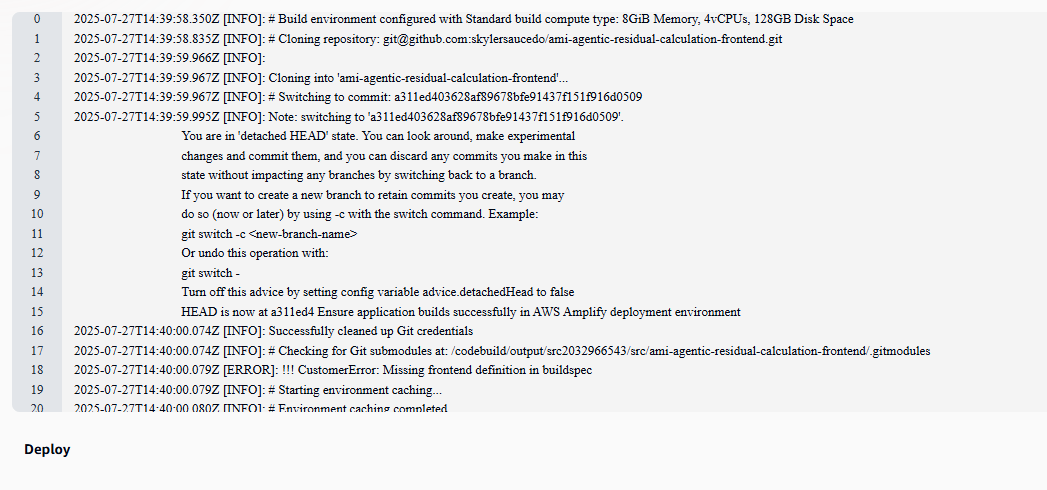 0 2025-07-27T14:39:58.350Z [INFO]: # Build environment configured with Standard build compute type: 8GiB Memory, 4vCPUs, 128GB Disk Space
1 2025-07-27T14:39:58.835Z [INFO]: # Cloning repository: git@github.com:skylersaucedo/ami-agentic-residual-calculation-frontend.git
2 2025-07-27T14:39:59.966Z [INFO]:
3 2025-07-27T14:39:59.967Z [INFO]: Cloning into 'ami-agentic-residual-calculation-frontend'...
4 2025-07-27T14:39:59.967Z [INFO]: # Switching to commit: a311ed403628af89678bfe91437f151f916d0509
5 2025-07-27T14:39:59.995Z [INFO]: Note: switching to 'a311ed403628af89678bfe91437f151f916d0509'.
6 You are in 'detached HEAD' state. You can look around, make experimental
7 changes and commit them, and you can discard any commits you make in this
8 state without impacting any branches by switching back to a branch.
9 If you want to create a new branch to retain commits you create, you may
10 do so (now or later) by using -c with the switch command. Example:
11 git switch -c <new-branch-name>
12 Or undo this operation with:
13 git switch -
14 Turn off this advice by setting config variable advice.detachedHead to false
15 HEAD is now at a311ed4 Ensure application builds successfully in AWS Amplify deployment environment
16 2025-07-27T14:40:00.074Z [INFO]: Successfully cleaned up Git credentials
17 2025-07-27T14:40:00.074Z [INFO]: # Checking for Git submodules at: /codebuild/output/src2032966543/src/ami-agentic-residual-calculation-frontend/.gitmodules
18 2025-07-27T14:40:00.079Z [ERROR]: !!! CustomerError: Missing frontend definition in buildspec
19 2025-07-27T14:40:00.079Z [INFO]: # Starting environment caching...
20 2025-07-27T14:40:00.080Z [INFO]: # Environment caching completed
Deploy